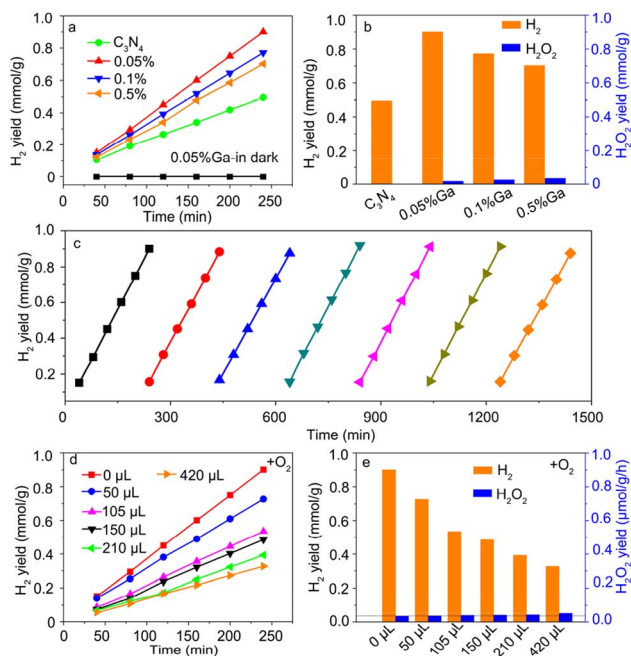 a
C₃N₄
0.05%
0.1%
0.5%
0.05%Ga-in dark
H₂ yield (mmol/g)
1.0
0.8
0.6
0.4
0.2
0
50 100 150 200 250
Time (min)
b
H₂
H₂O₂
H₂ yield (mmol/g)
1.0
0.8
0.6
0.4
0.2
0.0
H₂O₂ yield (mmol/g)
1.0
0.8
0.6
0.4
0.2
0.0
C₃N₄ 0.05%Ga 0.1%Ga 0.5%Ga
c
H₂ yield (mmol/g)
1.0
0.8
0.6
0.4
0.2
0 300 600 900 1200 1500
Time (min)
d
+O₂
0 μL
50 μL
105 μL
150 μL
210 μL
420 μL
H₂ yield (mmol/g)
1.0
0.8
0.6
0.4
0.2
0.0
50 100 150 200 250
Time (min)
e
+O₂
H₂
H₂O₂
H₂ yield (mmol/g)
1.0
0.8
0.6
0.4
0.2
0.0
H₂O₂ yield (μmol/g/h)
1.0
0.8
0.6
0.4
0.2
0.0
0 μL 50 μL 105 μL 150 μL 210 μL 420 μL